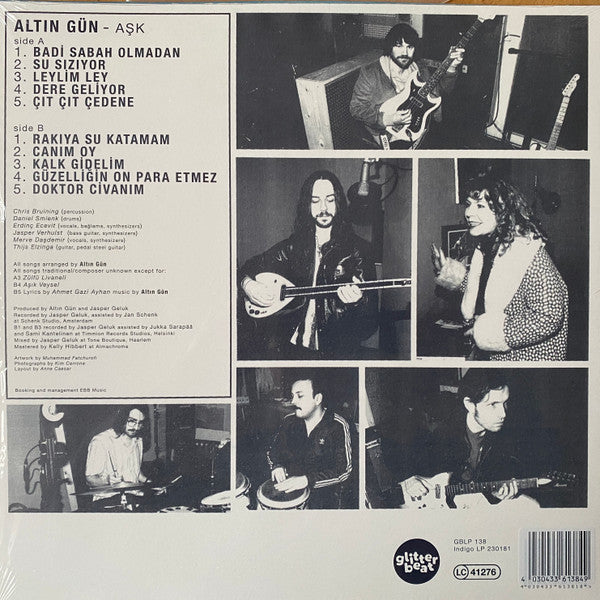 ALTIN GÜN - AŞK
side A
1. BADİ SABAH OLMADAN
2. SU SIZIYOR
3. LEYLIM LEY
4. DERE GELİYOR
5. ÇIT ÇIT ÇEDENE
side B
1. RAKIYA SU KATAMAM
2. CANIM OY
3. KALK GİDELİM
4. GÜZELLİĞİN ON PARA ETMEZ
5. DOKTOR CİVANIM
Chris Bruining (percussion)
Daniel Smienk (drums)
Erdinç Ecevit (vocals, bağlama, synthesizers)
Jasper Verhulst (bass guitar, synthesizers)
Merve Daşdemir (vocals, synthesizers)
Thijs Elzinga (guitar, pedal steel guitar)
All songs arranged by Altın Gün
All songs traditional/composer unknown except for:
A3 Zülfü Livaneli
B4 Aşık Veysel
B5 Lyrics by Ahmet Gazi Ayhan music by Altın Gün
Produced by Altın Gün and Jasper Geluk
Recorded by Jasper Geluk, assisted by Jan Schenk
at Schenk Studio, Amsterdam
B1 and B3 recorded by Jasper Geluk assisted by Jukka Sarapää
and Sami Kantelinen at Timmion Records Studios, Helsinki
Mixed by Jasper Geluk at Tone Boutique, Haarlem
Mastered by Kelly Hibbert at Almachrome
Artwork by Muhammad Fatchurofi
Photographs by Kim Corrone
Layout by Anne Caesar
Booking and management EBB Music
glitter
beat
GBLP 138
Indigo LP 230181
LC 41276
4 030433 613849
4"030433"613818">